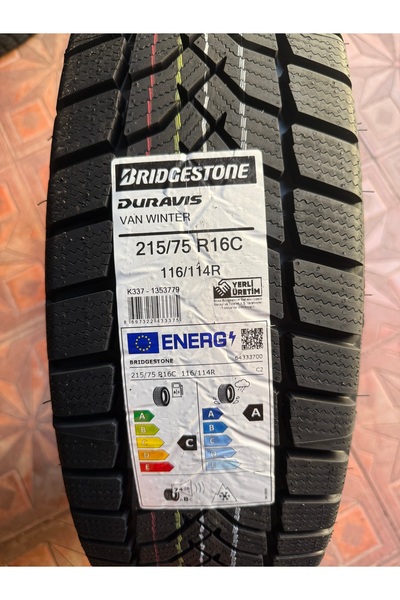 BRIDGESTONE
DURAVIS
VAN WINTER
215/75 R16C
116/114R
K337 - 1353779
YERLİ
ÜRETİM
ENERG
BRIDGESTONE
215/75 R16C 116/114R
C2
A
B
C
D
E
C
A
B
C
D
E
A
B